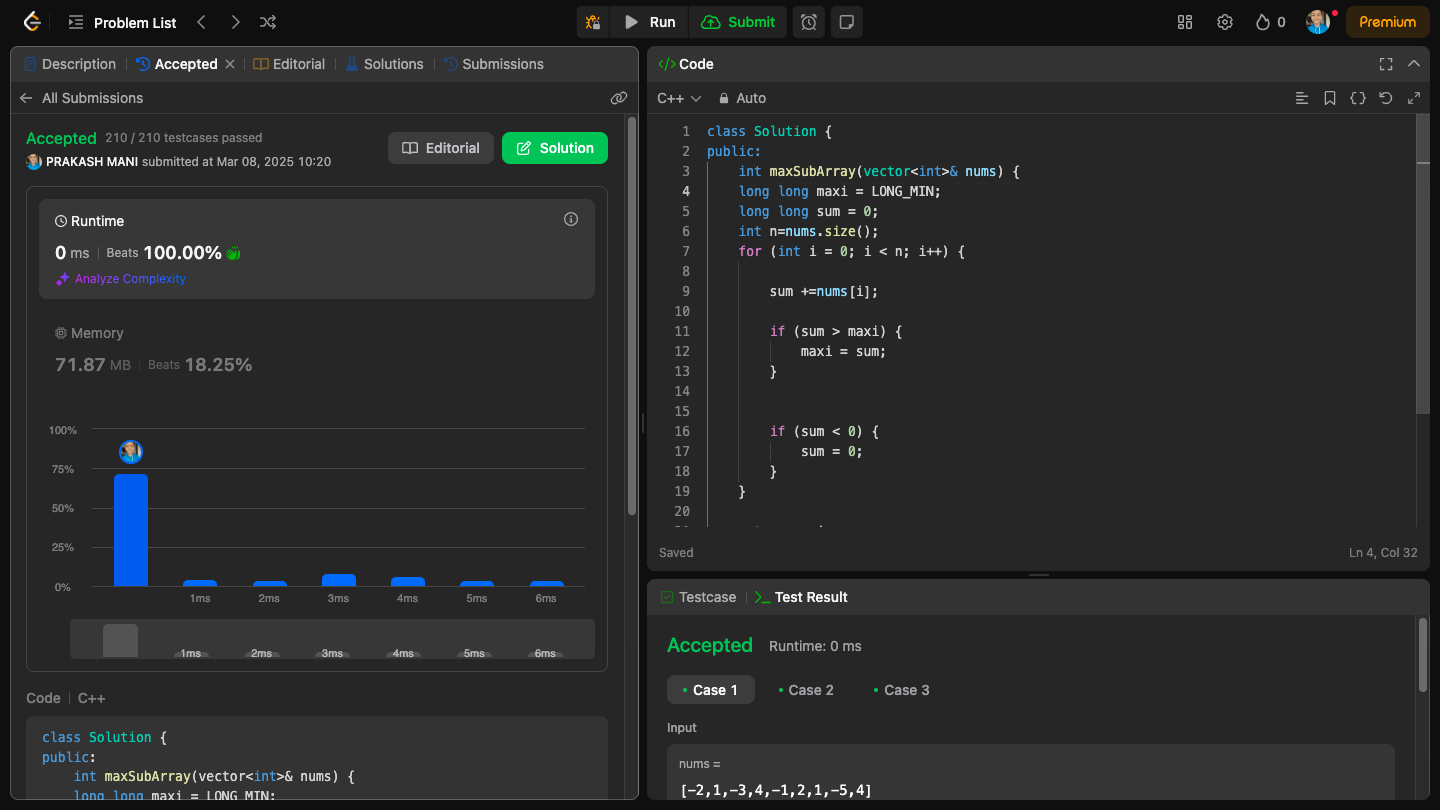 Problem List
Run
Submit
0
Premium
Description
Accepted
Editorial
Solutions
Submissions
All Submissions
Accepted 210 / 210 testcases passed
PRAKASH MANI submitted at Mar 08, 2025 10:20
Editorial
Solution
Runtime
0 ms Beats 100.00%
Analyze Complexity
Memory
71.87 MB Beats 18.25%
100%
75%
50%
25%
0%
1ms 2ms 3ms 4ms 5ms 6ms
1ms 2ms 3ms 4ms 5ms 6ms
Code C++
class Solution {
public:
    int maxSubArray(vector<int>& nums) {
    long long maxi = LONG_MIN;
</> Code
C++ Auto
1 class Solution {
2 public:
3     int maxSubArray(vector<int>& nums) {
4     long long maxi = LONG_MIN;
5     long long sum = 0;
6     int n=nums.size();
7     for (int i = 0; i < n; i++) {
8
9         sum +=nums[i];
10
11         if (sum > maxi) {
12             maxi = sum;
13         }
14
15
16         if (sum < 0) {
17             sum = 0;
18         }
19     }
20
Saved
Ln 4, Col 32
Testcase
Test Result
Accepted Runtime: 0 ms
Case 1 Case 2 Case 3
Input
nums =
[-2,1,-3,4,-1,2,1,-5,4]